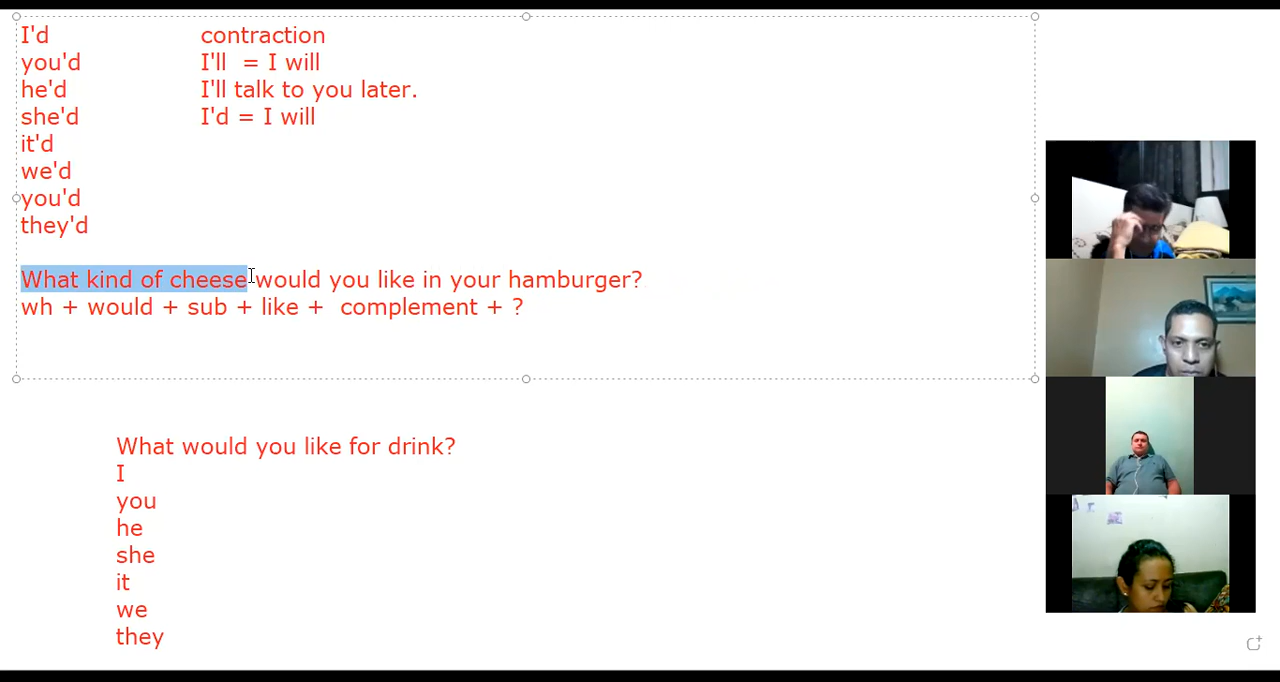 I'd contraction
you'd I'll = I will
he'd I'll talk to you later.
she'd I'd = I will
it'd
we'd
you'd
they'd
What kind of cheese would you like in your hamburger?
wh + would + sub + like + complement + ?
What would you like for drink?
I
you
he
she
it
we
they